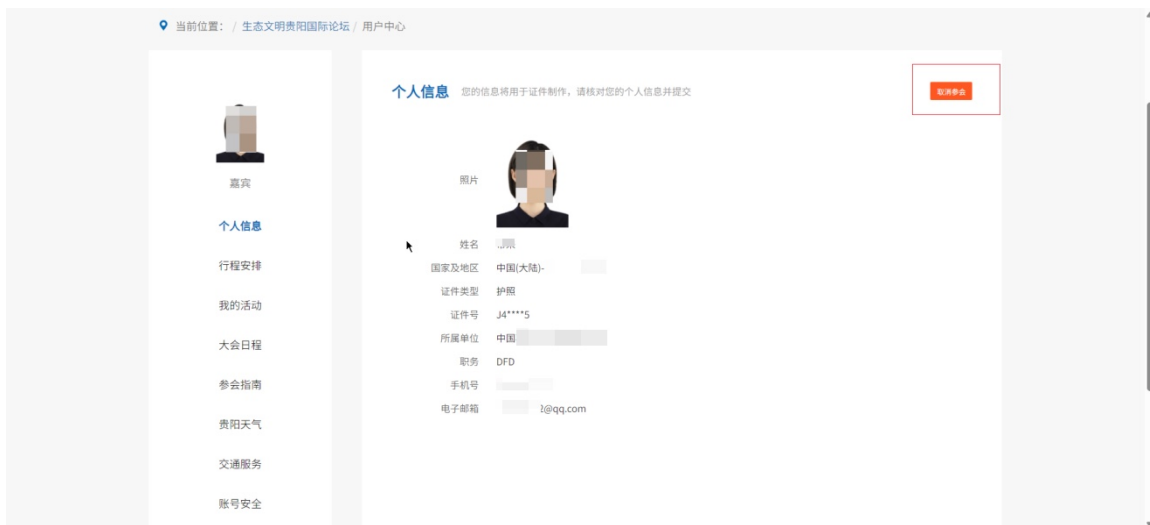 当前位置： / 生态文明贵阳国际论坛 / 用户中心
个人信息 您的信息将用于证件制作，请核对您的个人信息并提交
取消参会
嘉宾
个人信息
行程安排
我的活动
大会日程
参会指南
贵阳天气
交通服务
账号安全
照片
姓名
国家及地区 中国(大陆)-
证件类型 护照
证件号 J4****5
所属单位 中国
职务 DFD
手机号
电子邮箱 @qq.com